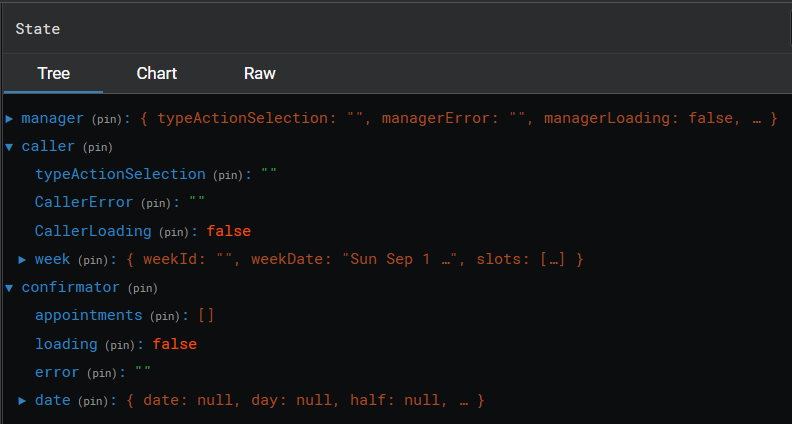 State
Tree Chart Raw
▶ manager (pin): { typeActionSelection: "", managerError: "", managerLoading: false, … }
▼ caller (pin)
typeActionSelection (pin): ""
CallerError (pin): ""
CallerLoading (pin): false
▶ week (pin): { weekId: "", weekDate: "Sun Sep 1 …", slots: […] }
▼ confirmator (pin)
appointments (pin): []
loading (pin): false
error (pin): ""
▶ date (pin): { date: null, day: null, half: null, … }